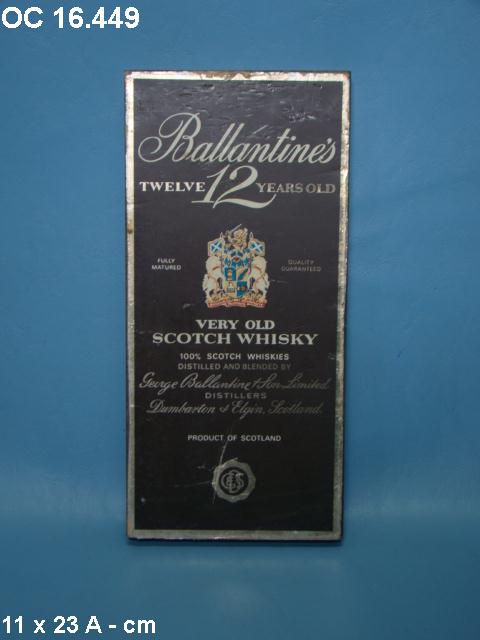 OC 16.449
Ballantine's
TWELVE 12 YEARS OLD
FULLY MATURED
QUALITY GUARANTEED
VERY OLD
SCOTCH WHISKY
100% SCOTCH WHISKIES
DISTILLED AND BLENDED BY
George Ballantine & Son Limited
DISTILLERS
Dumbarton & Elgin, Scotland.
PRODUCT OF SCOTLAND
11 x 23 A - cm